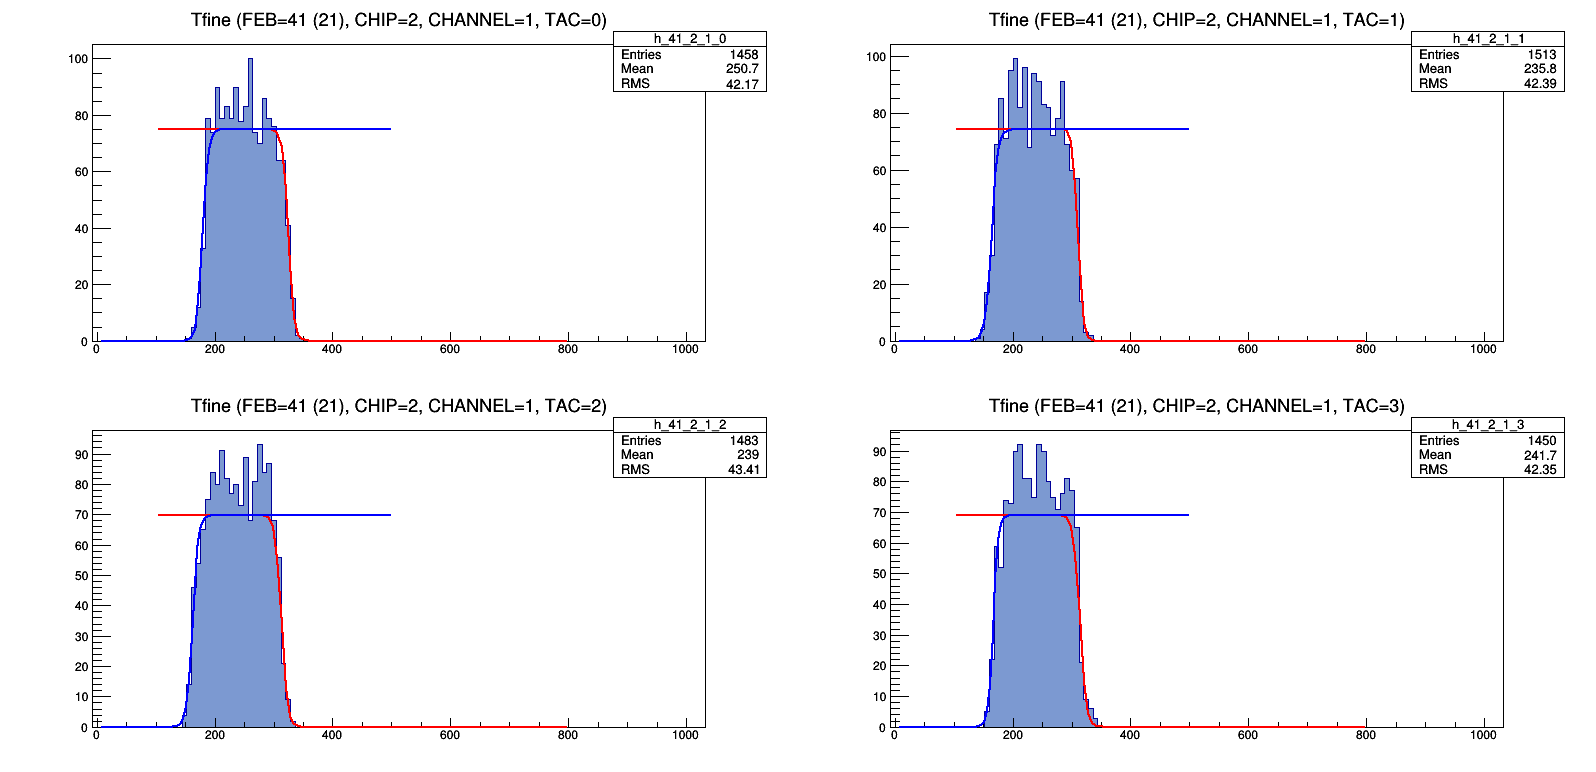 Tfine (FEB=41 (21), CHIP=2, CHANNEL=1, TAC=0)
h_41_2_1_0
Entries 1458
Mean 250.7
RMS 42.17
100
80
60
40
20
0
0 200 400 600 800 1000
Tfine (FEB=41 (21), CHIP=2, CHANNEL=1, TAC=1)
h_41_2_1_1
Entries 1513
Mean 235.8
RMS 42.39
100
80
60
40
20
0
0 200 400 600 800 1000
Tfine (FEB=41 (21), CHIP=2, CHANNEL=1, TAC=2)
h_41_2_1_2
Entries 1483
Mean 239
RMS 43.41
90
80
70
60
50
40
30
20
10
0
0 200 400 600 800 1000
Tfine (FEB=41 (21), CHIP=2, CHANNEL=1, TAC=3)
h_41_2_1_3
Entries 1450
Mean 241.7
RMS 42.35
90
80
70
60
50
40
30
20
10
0
0 200 400 600 800 1000